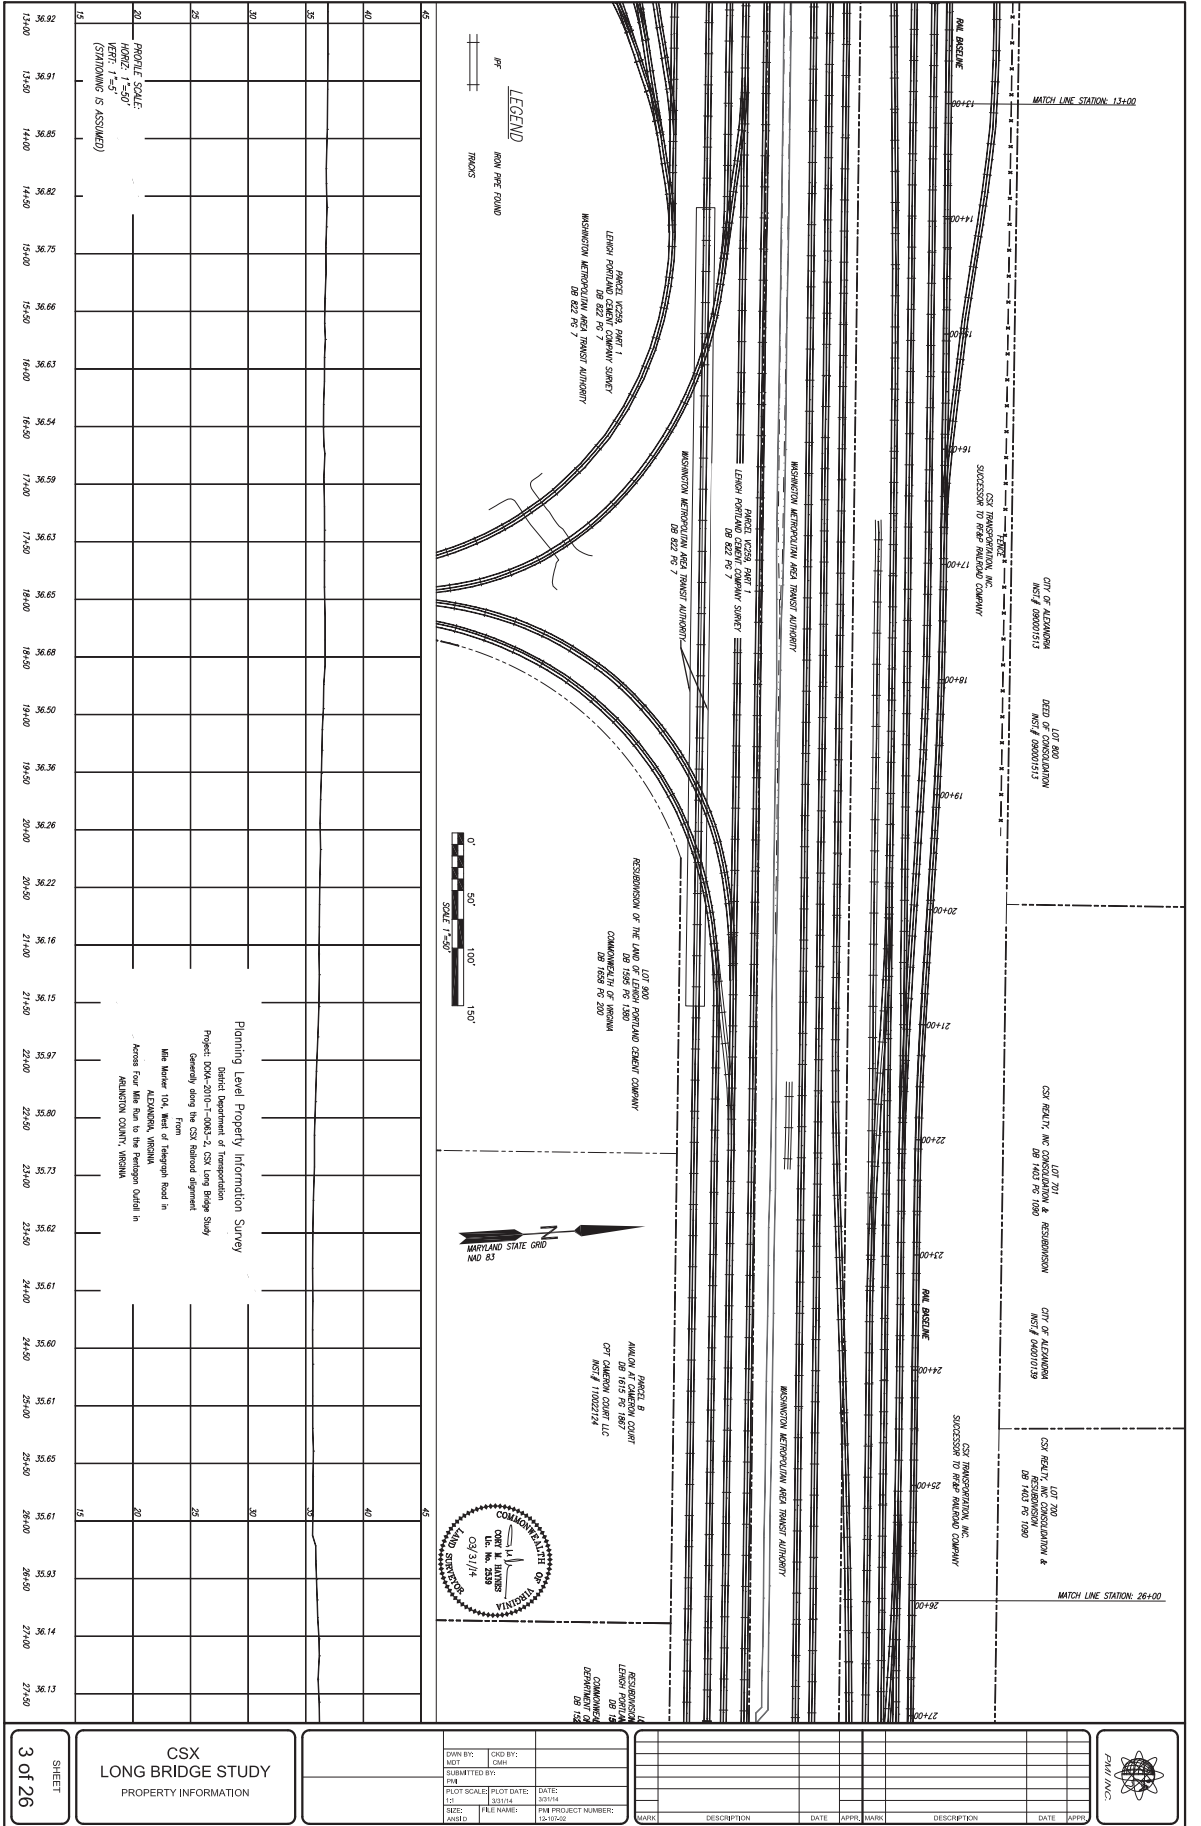 MATCH LINE STATION: 13+00
MATCH LINE STATION: 26+00
RAIL BASELINE
13+00
14+00
15+00
16+00
17+00
18+00
19+00
20+00
21+00
22+00
23+00
24+00
25+00
26+00
27+00
RAIL BASELINE
FENCE
CSX TRANSPORTATION, INC.
SUCCESSOR TO RF&P RAILROAD COMPANY
CITY OF ALEXANDRIA
INST.# 090001513
LOT 800
DEED OF CONSOLIDATION
INST.# 090001513
LOT 701
CSX REALTY, INC CONSOLIDATION & RESUBDIVISION
DB 1403 PG 1090
CITY OF ALEXANDRIA
INST.# 040010139
LOT 700
CSX REALTY, INC CONSOLIDATION &
RESUBDIVISION
DB 1403 PG 1090
CSX TRANSPORTATION, INC.
SUCCESSOR TO RF&P RAILROAD COMPANY
WASHINGTON METROPOLITAN AREA TRANSIT AUTHORITY
WASHINGTON METROPOLITAN AREA TRANSIT AUTHORITY
PARCEL VC259, PART 1
LEHIGH PORTLAND CEMENT COMPANY SURVEY
DB 822 PG 7
WASHINGTON METROPOLITAN AREA TRANSIT AUTHORITY
DB 822 PG 7
PARCEL VC259, PART 1
LEHIGH PORTLAND CEMENT COMPANY SURVEY
DB 822 PG 7
WASHINGTON METROPOLITAN AREA TRANSIT AUTHORITY
DB 822 PG 7
LEGEND
IPF IRON PIPE FOUND
TRACKS
LOT 900
RESUBDIVISION OF THE LAND OF LEHIGH PORTLAND CEMENT COMPANY
DB 1595 PG 1380
COMMONWEALTH OF VIRGINIA
DB 1658 PG 200
PARCEL B
AVALON AT CAMERON COURT
DB 1615 PG 1867
CPT CAMERON COURT LLC
INST.# 110022124
RESUBDIVISION
LEHIGH PORTLAN
COMMONWEAL
DEPARTMENT O
0' 50' 100' 150'
SCALE 1"=50'
N
MARYLAND STATE GRID
NAD 83
COMMONWEALTH OF VIRGINIA
CORY M. HAYNES
Lic. No. 2539
03/31/14
LAND SURVEYOR
45 45
40 40
35 35
30 30
25 25
20 20
15 15
PROFILE SCALE:
HORIZ: 1"=50'
VERT: 1"=5'
(STATIONING IS ASSUMED)
Planning Level Property Information Survey
District Department of Transportation
Project: DCKA-2010-T-0063-2, CSX Long Bridge Study
Generally along the CSX Railroad alignment
From
Mile Marker 104, West of Telegraph Road in
ALEXANDRIA, VIRGINIA
Across Four Mile Run to the Pentagon Outfall in
ARLINGTON COUNTY, VIRGINIA
36.92 36.91 36.85 36.82 36.75 36.66 36.63 36.54 36.59 36.63 36.65 36.68 36.50 36.36 36.26 36.22 36.16 36.15 35.97 35.80 35.73 35.62 35.61 35.60 35.61 35.65 35.61 35.93 36.14 36.13
13+00 13+50 14+00 14+50 15+00 15+50 16+00 16+50 17+00 17+50 18+00 18+50 19+00 19+50 20+00 20+50 21+00 21+50 22+00 22+50 23+00 23+50 24+00 24+50 25+00 25+50 26+00 26+50 27+00 27+50
PMI INC.
MARK DESCRIPTION DATE APPR. MARK DESCRIPTION DATE APPR.
DWN BY: CKD BY:
MDT CMH
SUBMITTED BY:
PMI
PLOT SCALE: PLOT DATE: DATE:
1:1 3/31/14 3/31/14
SIZE: FILE NAME: PMI PROJECT NUMBER:
ANSI D 12-107-02
CSX
LONG BRIDGE STUDY
PROPERTY INFORMATION
SHEET
3 of 26